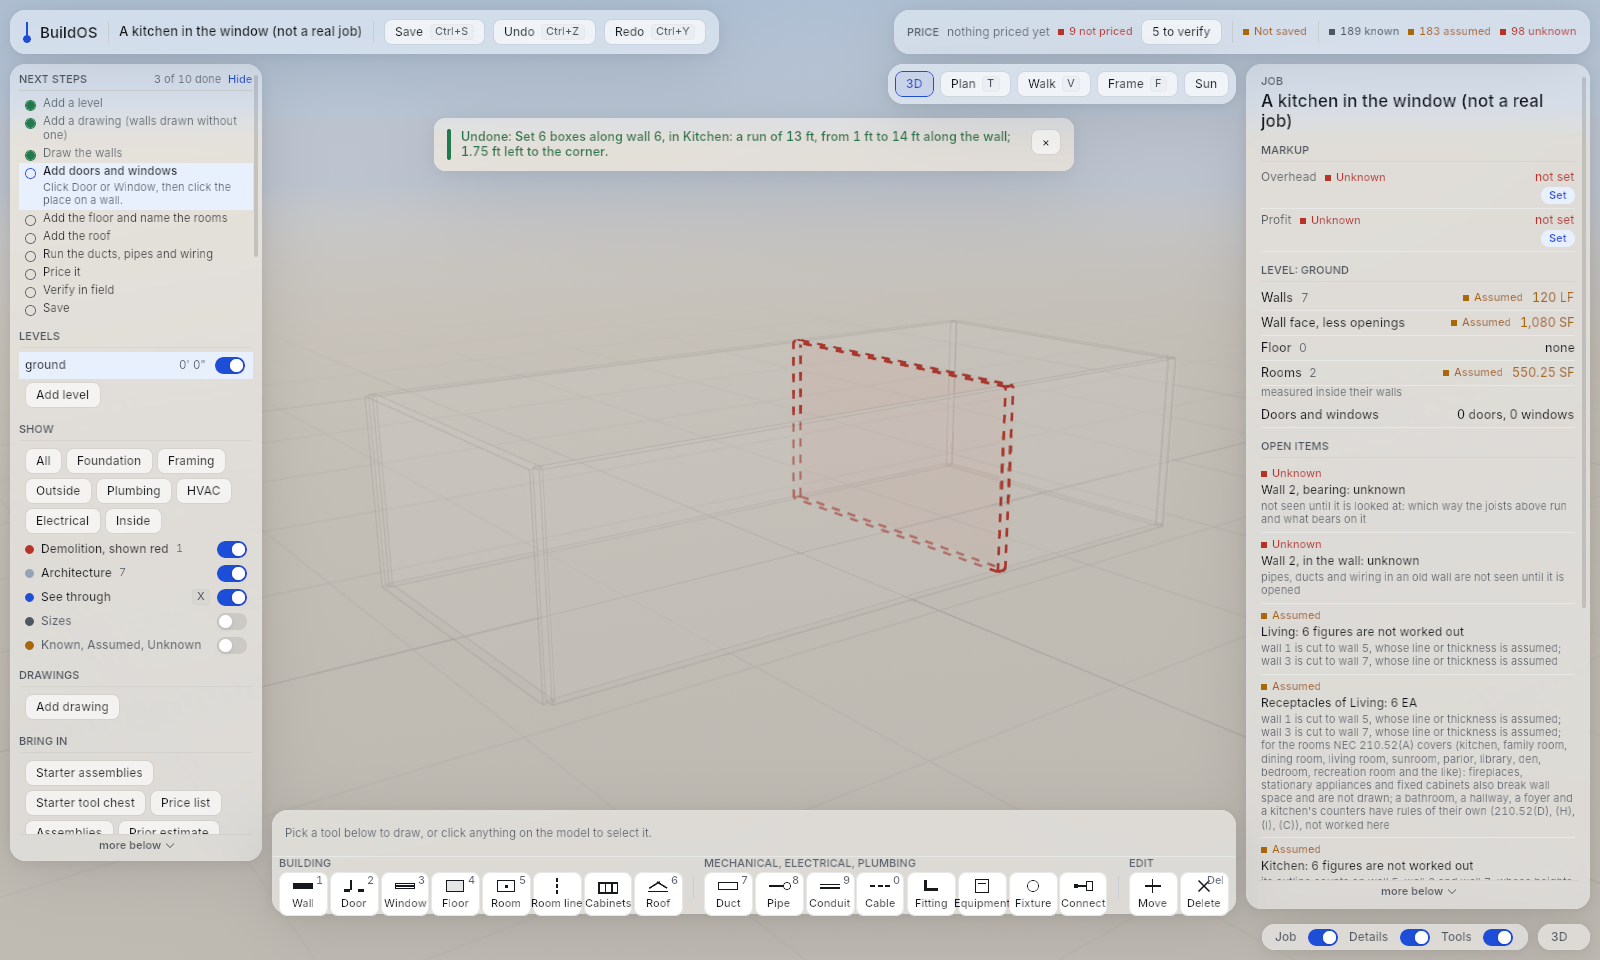 BuildOS
A kitchen in the window (not a real job)
Save Ctrl+S
Undo Ctrl+Z
Redo Ctrl+Y
PRICE nothing priced yet 9 not priced 5 to verify Not saved 189 known 183 assumed 98 unknown
3D Plan T Walk V Frame F Sun
Undone: Set 6 boxes along wall 6, in Kitchen: a run of 13 ft, from 1 ft to 14 ft along the wall;
1.75 ft left to the corner.
×
NEXT STEPS 3 of 10 done Hide
Add a level
Add a drawing (walls drawn without
one)
Draw the walls
Add doors and windows
Click Door or Window, then click the
place on a wall.
Add the floor and name the rooms
Add the roof
Run the ducts, pipes and wiring
Price it
Verify in field
Save
LEVELS
ground 0' 0"
Add level
SHOW
All Foundation Framing
Outside Plumbing HVAC
Electrical Inside
Demolition, shown red 1
Architecture 7
See through X
Sizes
Known, Assumed, Unknown
DRAWINGS
Add drawing
BRING IN
Starter assemblies
Starter tool chest Price list
Assemblies Prior estimate
more below
Pick a tool below to draw, or click anything on the model to select it.
BUILDING
1 Wall
2 Door
3 Window
4 Floor
5 Room
Room line
Cabinets
6 Roof
MECHANICAL, ELECTRICAL, PLUMBING
7 Duct
8 Pipe
9 Conduit
0 Cable
Fitting
Equipment
Fixture
Connect
EDIT
Move
Del Delete
JOB
A kitchen in the window (not a real
job)
MARKUP
Overhead Unknown not set
Set
Profit Unknown not set
Set
LEVEL: GROUND
Walls 7 Assumed 120 LF
Wall face, less openings Assumed 1,080 SF
Floor 0 none
Rooms 2 Assumed 550.25 SF
measured inside their walls
Doors and windows 0 doors, 0 windows
OPEN ITEMS
Unknown
Wall 2, bearing: unknown
not seen until it is looked at: which way the joists above run
and what bears on it
Unknown
Wall 2, in the wall: unknown
pipes, ducts and wiring in an old wall are not seen until it is
opened
Assumed
Living: 6 figures are not worked out
wall 1 is cut to wall 5, whose line or thickness is assumed;
wall 3 is cut to wall 7, whose line or thickness is assumed
Assumed
Receptacles of Living: 6 EA
wall 1 is cut to wall 5, whose line or thickness is assumed;
wall 3 is cut to wall 7, whose line or thickness is assumed;
for the rooms NEC 210.52(A) covers (kitchen, family room,
dining room, living room, sunroom, parlor, library, den,
bedroom, recreation room and the like): fireplaces,
stationary appliances and fixed cabinets also break wall
space and are not drawn; a bathroom, a hallway, a foyer and
a kitchen's counters have rules of their own (210.52(D), (H),
(I), (C)), not worked here
Assumed
Kitchen: 6 figures are not worked out
more below
Job Details Tools 3D